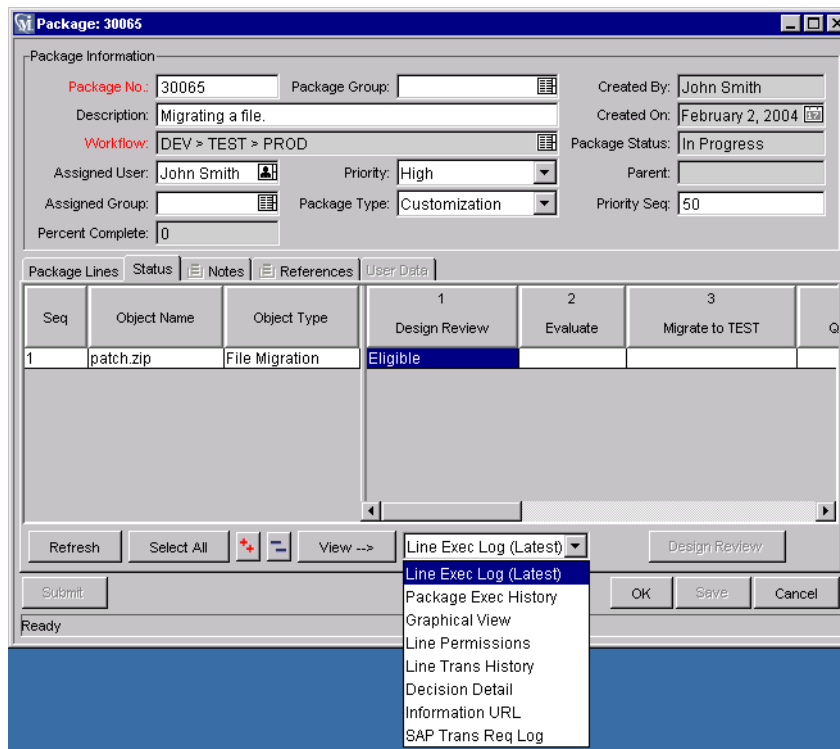 Package: 30065
Package Information
Package No.: 30065 Package Group: Created By: John Smith
Description: Migrating a file. Created On: February 2, 2004
Workflow: DEV > TEST > PROD Package Status: In Progress
Assigned User: John Smith Priority: High Parent:
Assigned Group: Package Type: Customization Priority Seq: 50
Percent Complete: 0
Package Lines Status Notes References User Data
1 2 3
Seq Object Name Object Type Design Review Evaluate Migrate to TEST Q
1 patch.zip File Migration Eligible
Refresh Select All View --> Line Exec Log (Latest) Design Review
Line Exec Log (Latest)
Submit Package Exec History OK Save Cancel
Graphical View
Ready
Line Permissions
Line Trans History
Decision Detail
Information URL
SAP Trans Req Log